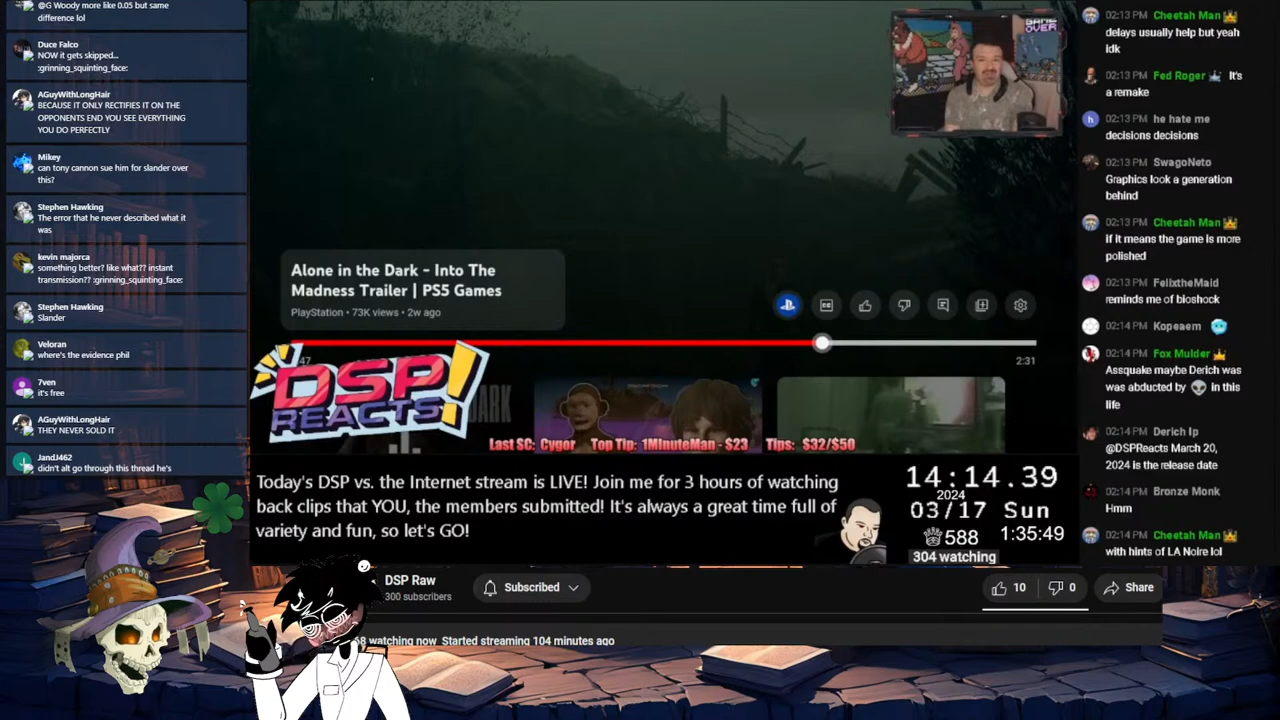 @G Woody more like 0.05 but same
difference lol
Duce Falco
NOW it gets skipped...
:grinning_squinting_face:
AGuyWithLongHair
BECAUSE IT ONLY RECTIFIES IT ON THE
OPPONENTS END YOU SEE EVERYTHING
YOU DO PERFECTLY
Mikey
can tony cannon sue him for slander over
this?
Stephen Hawking
The error that he never described what it
was
kevin majorca
something better? like what?? instant
transmission?? :grinning_squinting_face:
Stephen Hawking
Slander
Veloran
where's the evidence phil
7ven
it's free
AGuyWithLongHair
THEY NEVER SOLD IT
JandJ462
didn't alt go through this thread he's
GAME
OVER
Alone in the Dark - Into The
Madness Trailer | PS5 Games
PlayStation • 73K views • 2w ago
CC
47
2:31
DSP
REACTS!
ARK
Last SC: Cygor Top Tip: 1MinuteMan - $23 Tips: $32/$50
Today's DSP vs. the Internet stream is LIVE! Join me for 3 hours of watching
back clips that YOU, the members submitted! It's always a great time full of
variety and fun, so let's GO!
14:14.39
2024
03/17 Sun
588
1:35:49
304 watching
DSP Raw
300 subscribers
Subscribed
10
0
Share
watching now Started streaming 104 minutes ago
02:13 PM Cheetah Man
delays usually help but yeah
idk
02:13 PM Fed Roger It's
a remake
02:13 PM he hate me
decisions decisions
02:13 PM SwagoNeto
Graphics look a generation
behind
02:13 PM Cheetah Man
if it means the game is more
polished
02:13 PM FelixtheMaid
reminds me of bioshock
02:14 PM Kopeaem
02:14 PM Fox Mulder
Assquake maybe Derich was
was abducted by in this
life
02:14 PM Derich Ip
@DSPReacts March 20,
2024 is the release date
02:14 PM Bronze Monk
Hmm
02:14 PM Cheetah Man
with hints of LA Noire lol